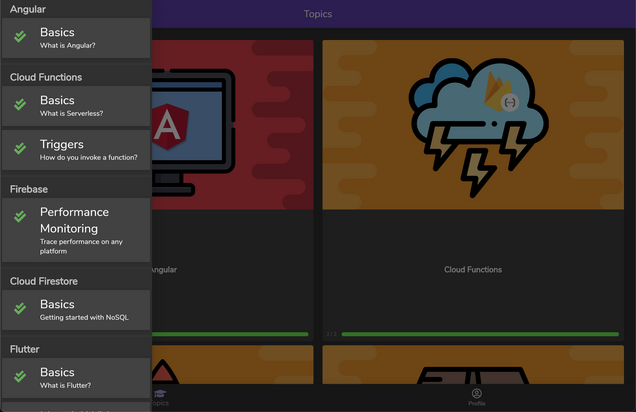 Angular
Basics
What is Angular?
Cloud Functions
Basics
What is Serverless?
Triggers
How do you invoke a function?
Firebase
Performance
Monitoring
Trace performance on any
platform
Cloud Firestore
Basics
Getting started with NoSQL
Flutter
Basics
What is Flutter?
Topics
A
Angular
Cloud Functions
2/2
Topics
Profile